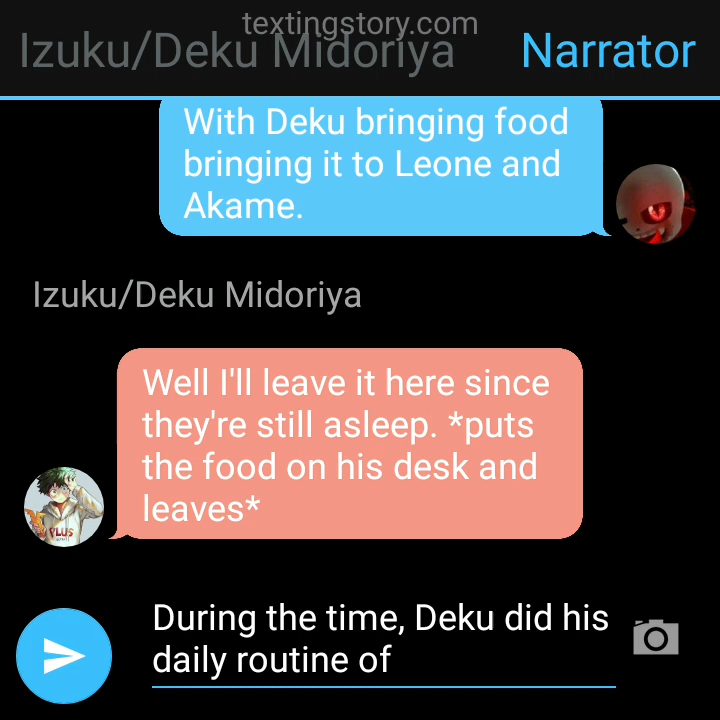 textingstory.com
Izuku/Deku Midoriya
Narrator
With Deku bringing food
bringing it to Leone and
Akame.
Izuku/Deku Midoriya
Well I'll leave it here since
they're still asleep. *puts
the food on his desk and
leaves*
PLUS
During the time, Deku did his
daily routine of